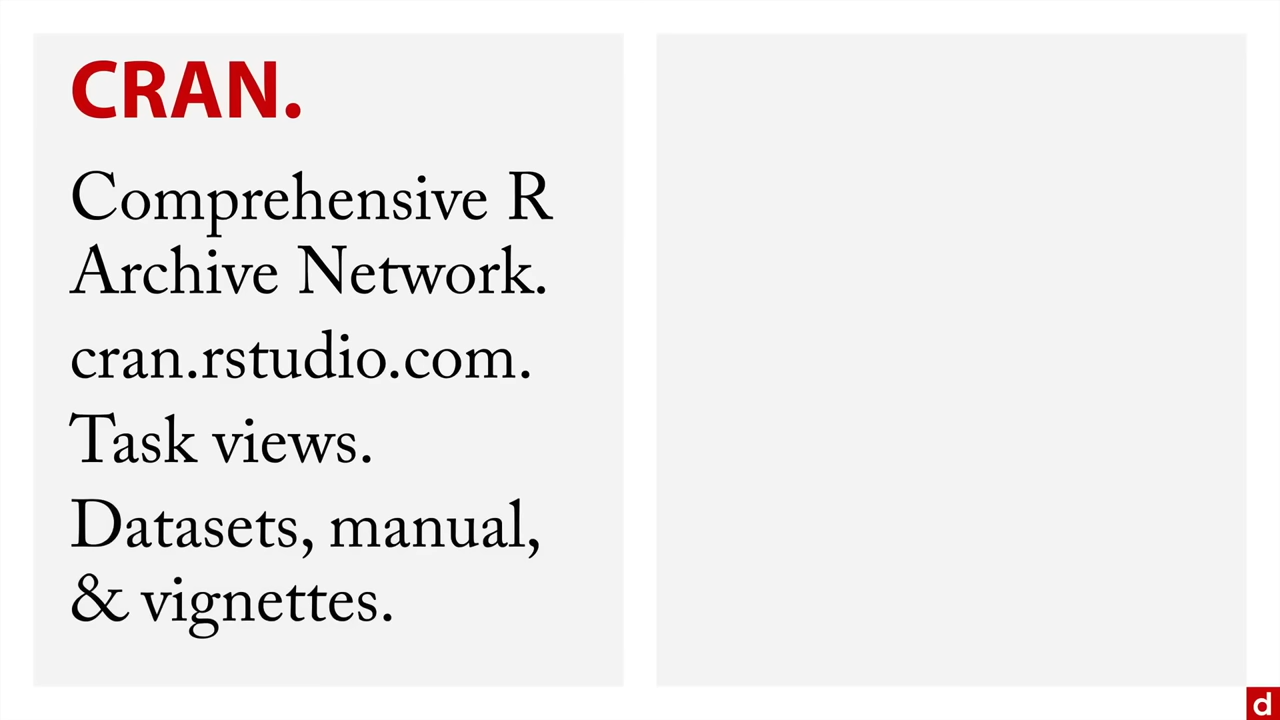 CRAN.
Comprehensive R
Archive Network.
cran.rstudio.com.
Task views.
Datasets, manual,
& vignettes.
d